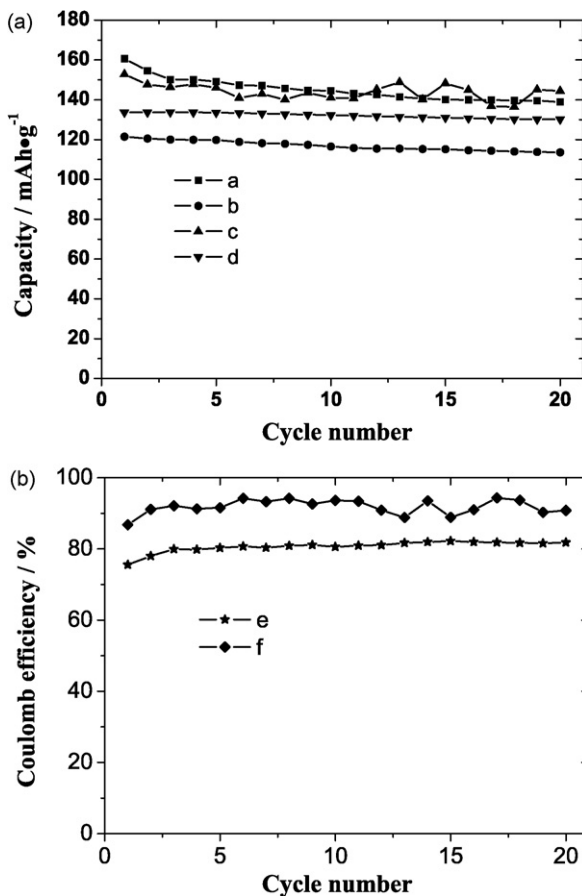 (a)
180
160
140
120
100
80
60
40
20
0
Capacity / mAh•g-1
a
b
c
d
0 5 10 15 20
Cycle number
(b)
100
80
60
40
20
0
Coulomb efficiency / %
e
f
0 5 10 15 20
Cycle number